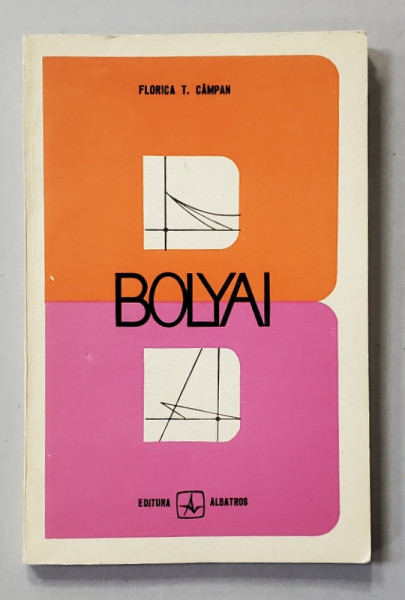 FLORICA T. CÂMPAN
BOLYAI
EDITURA ALBATROS